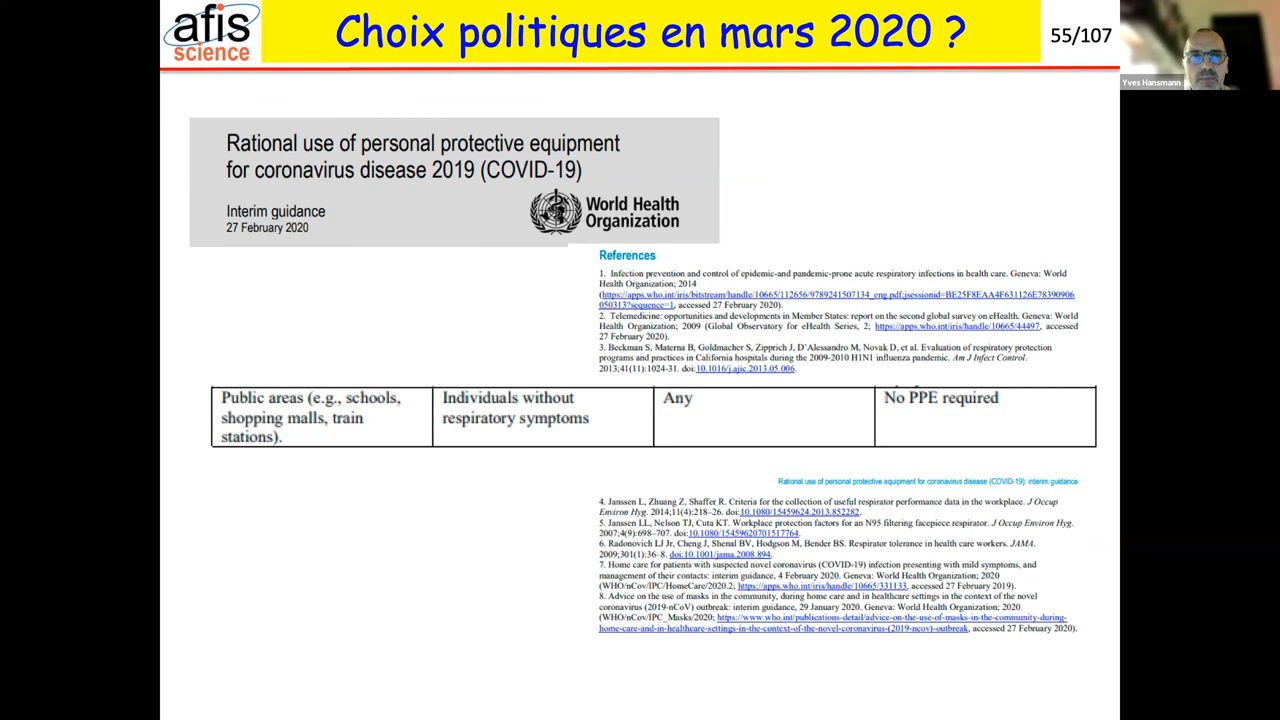 afis
science
Choix politiques en mars 2020 ?
55/107
Yves Hansmann
Rational use of personal protective equipment
for coronavirus disease 2019 (COVID-19)
Interim guidance
27 February 2020
World Health
Organization
References
1. Infection prevention and control of epidemic-and pandemic-prone acute respiratory infections in health care. Geneva: World
Health Organization; 2014
(https://apps.who.int/iris/bitstream/handle/10665/112656/9789241507134_eng.pdf;jsessionid=BE25F8EAA4F631126E78390906
050313?sequence=1, accessed 27 February 2020).
2. Telemedicine: opportunities and developments in Member States: report on the second global survey on eHealth. Geneva: World
Health Organization; 2009 (Global Observatory for eHealth Series, 2; https://apps.who.int/iris/handle/10665/44497, accessed
27 February 2020).
3. Beckman S, Materna B, Goldmacher S, Zipprich J, D'Alessandro M, Novak D, et al. Evaluation of respiratory protection
programs and practices in California hospitals during the 2009-2010 H1N1 influenza pandemic. Am J Infect Control.
2013;41(11):1024-31. doi:10.1016/j.ajic.2013.05.006.
Public areas (e.g., schools,
shopping malls, train
stations).
Individuals without
respiratory symptoms
Any
No PPE required
Rational use of personal protective equipment for coronavirus disease (COVID-19): interim guidance
4. Janssen L, Zhuang Z, Shaffer R. Criteria for the collection of useful respirator performance data in the workplace. J Occup
Environ Hyg. 2014;11(4):218–26. doi:10.1080/15459624.2013.852282.
5. Janssen LL, Nelson TJ, Cuta KT. Workplace protection factors for an N95 filtering facepiece respirator. J Occup Environ Hyg.
2007;4(9):698–707. doi:10.1080/15459620701517764.
6. Radonovich LJ Jr, Cheng J, Shenal BV, Hodgson M, Bender BS. Respirator tolerance in health care workers. JAMA.
2009;301(1):36–8. doi:10.1001/jama.2008.894.
7. Home care for patients with suspected novel coronavirus (COVID-19) infection presenting with mild symptoms, and
management of their contacts: interim guidance, 4 February 2020. Geneva: World Health Organization; 2020
(WHO/nCov/IPC/HomeCare/2020.2; https://apps.who.int/iris/handle/10665/331133, accessed 27 February 2019).
8. Advice on the use of masks in the community, during home care and in healthcare settings in the context of the novel
coronavirus (2019-nCoV) outbreak: interim guidance, 29 January 2020. Geneva: World Health Organization; 2020
(WHO/nCov/IPC_Masks/2020; https://www.who.int/publications-detail/advice-on-the-use-of-masks-in-the-community-during-
home-care-and-in-healthcare-settings-in-the-context-of-the-novel-coronavirus-(2019-ncov)-outbreak, accessed 27 February 2020).